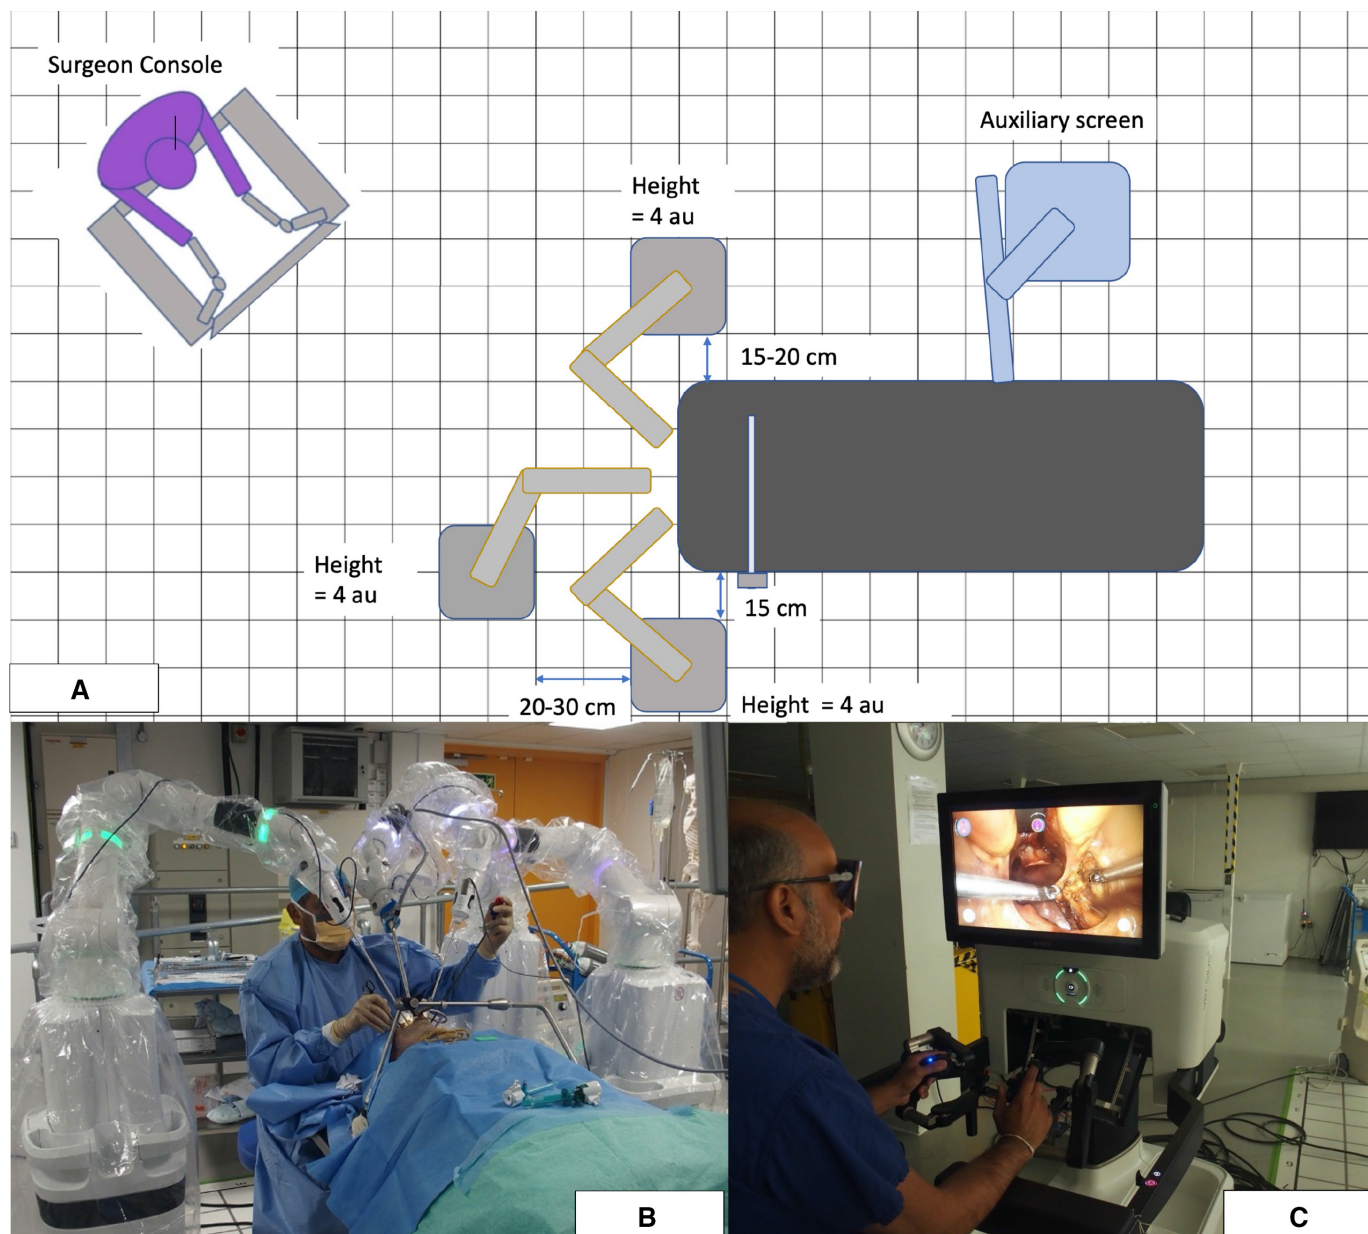 Surgeon Console
Auxiliary screen
Height
= 4 au
15-20 cm
Height
= 4 au
15 cm
20-30 cm
Height = 4 au
A
B
C